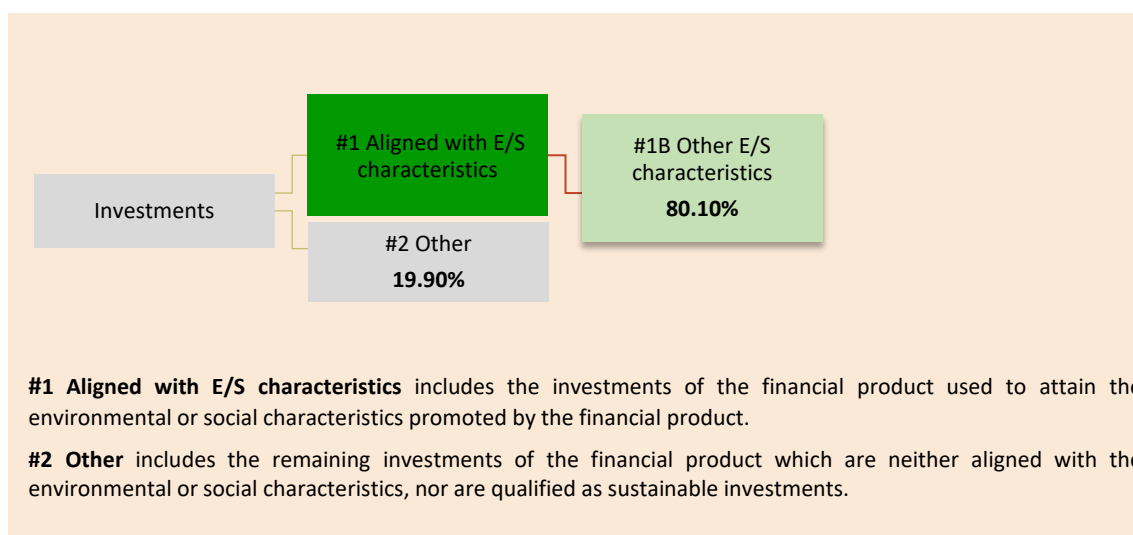 #1 Aligned with E/S
characteristics
#1B Other E/S
characteristics
80.10%
Investments
#2 Other
19.90%
#1 Aligned with E/S characteristics includes the investments of the financial product used to attain the
environmental or social characteristics promoted by the financial product.
#2 Other includes the remaining investments of the financial product which are neither aligned with the
environmental or social characteristics, nor are qualified as sustainable investments.